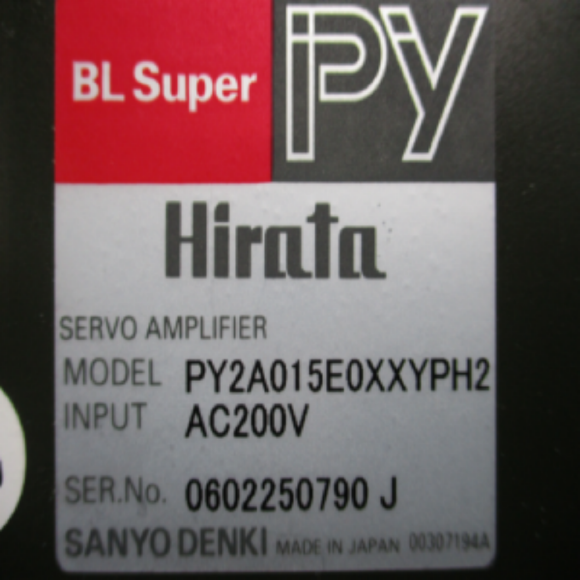 BL Super PY
Hirata
SERVO AMPLIFIER
MODEL PY2A015E0XXYPH2
INPUT AC200V
SER.No. 0602250790 J
SANYO DENKI MADE IN JAPAN 00307194A